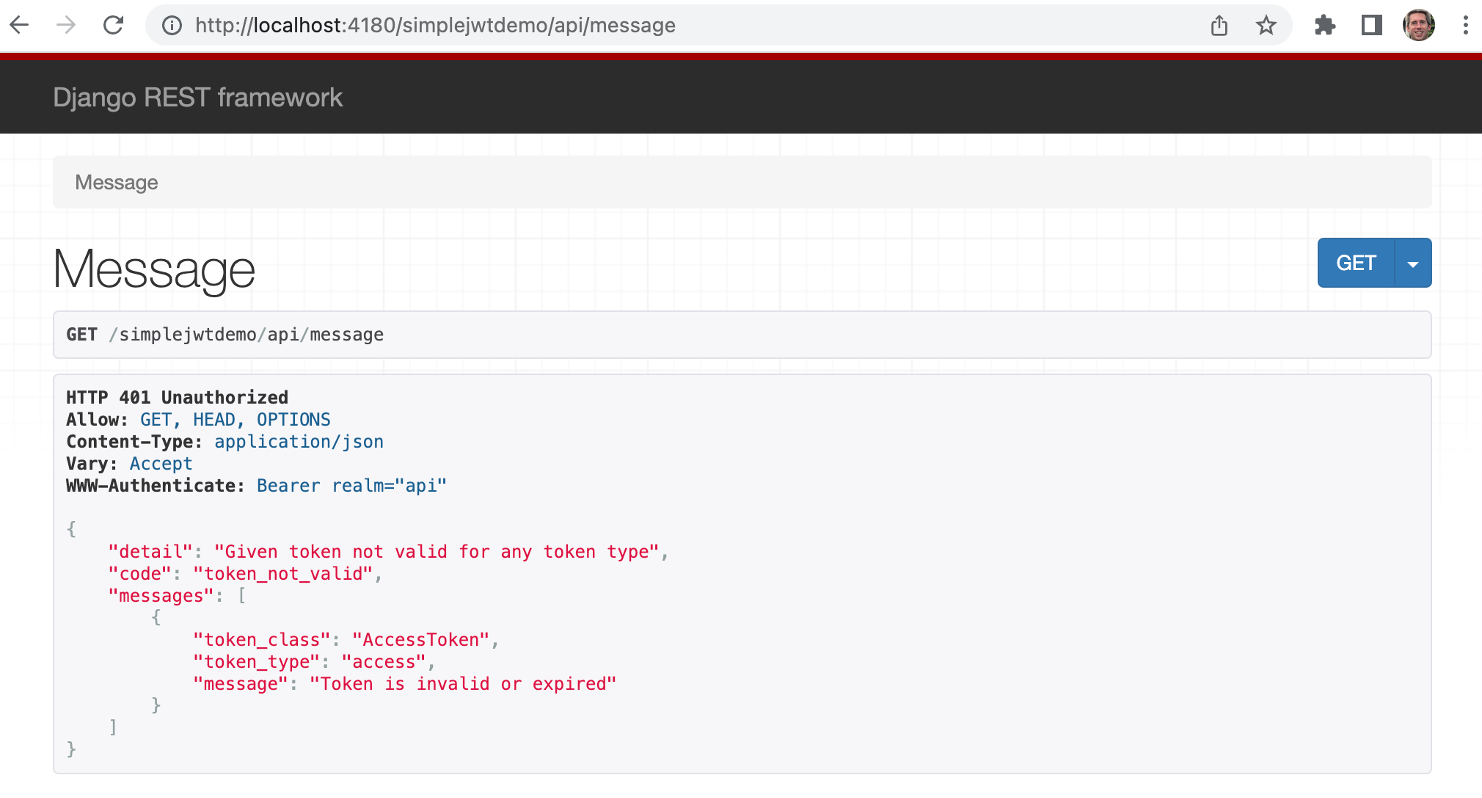 http://localhost:4180/simplejwtdemo/api/message
Django REST framework
Message
Message
GET
GET /simplejwtdemo/api/message
HTTP 401 Unauthorized
Allow: GET, HEAD, OPTIONS
Content-Type: application/json
Vary: Accept
WWW-Authenticate: Bearer realm="api"
{
    "detail": "Given token not valid for any token type",
    "code": "token_not_valid",
    "messages": [
        {
            "token_class": "AccessToken",
            "token_type": "access",
            "message": "Token is invalid or expired"
        }
    ]
}